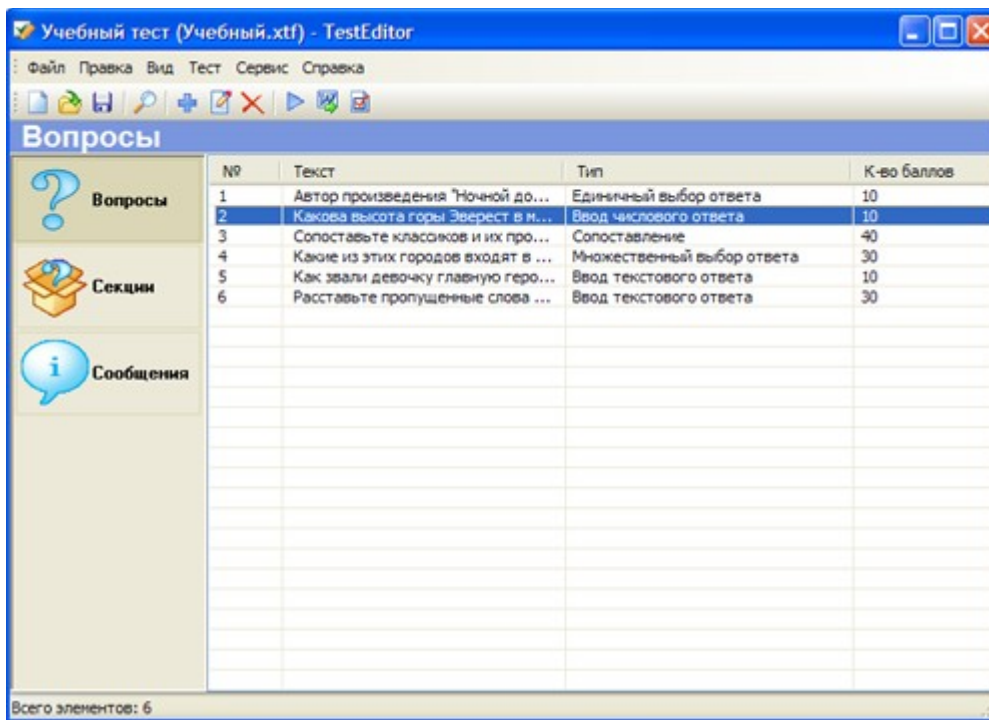 Учебный тест (Учебный.xtf) - TestEditor
Файл Правка Вид Тест Сервис Справка
Вопросы
Вопросы
Секции
Сообщения
№ Текст Тип К-во баллов
1 Автор произведения "Ночной до... Единичный выбор ответа 10
2 Какова высота горы Эверест в м... Ввод числового ответа 10
3 Сопоставьте классиков и их про... Сопоставление 40
4 Какие из этих городов входят в ... Множественный выбор ответа 30
5 Как звали девочку главную геро... Ввод текстового ответа 10
6 Расставьте пропущенные слова ... Ввод текстового ответа 30
Всего элементов: 6